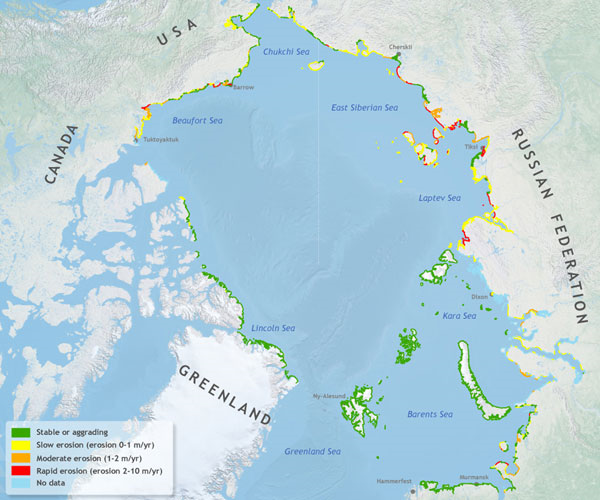 USA
Chukchi Sea
Cherskii
Barrow
East Siberian Sea
Beaufort Sea
Tuktoyaktuk
Tiksi
CANADA
RUSSIAN FEDERATION
Laptev Sea
Dixon
Kara Sea
Lincoln Sea
GREENLAND
Ny-Alesund
Barents Sea
Greenland Sea
Murmansk
Hammerfest
Stable or aggrading
Slow erosion (erosion 0-1 m/yr)
Moderate erosion (1-2 m/yr)
Rapid erosion (erosion 2-10 m/yr)
No data